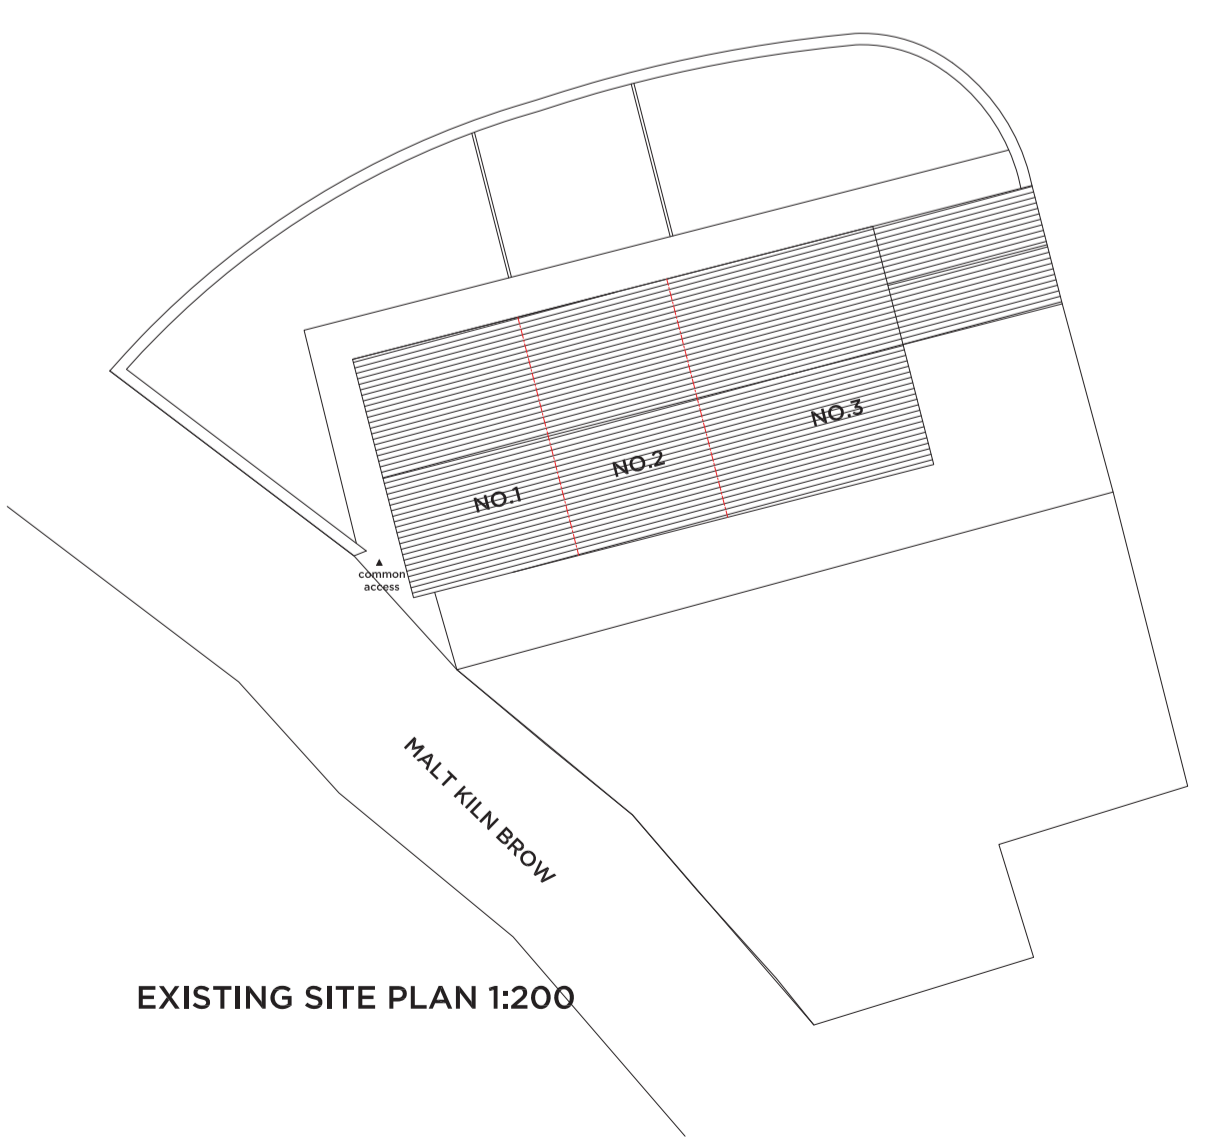 NO.3
NO.2
NO.1
common
access
MALT KILN BROW
EXISTING SITE PLAN 1:200